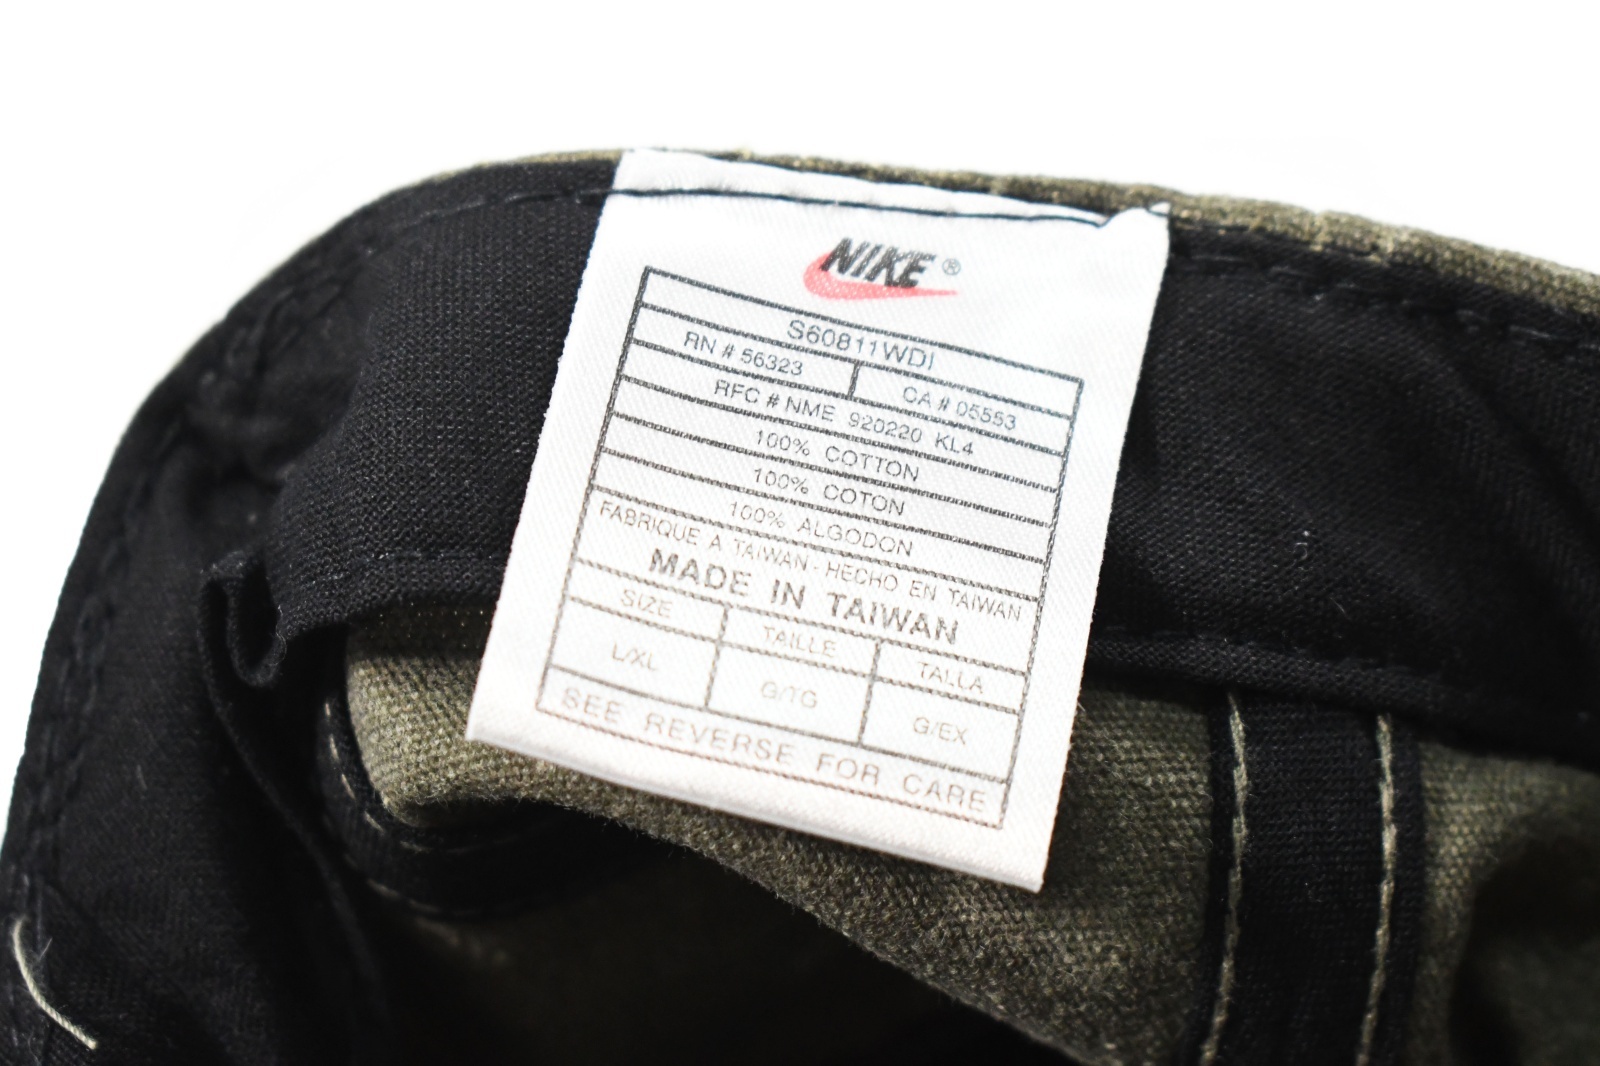 NIKE ®
S60811WDI
RN # 56323 CA # 05553
RFC # NME 920220 KL4
100% COTTON
100% COTON
100% ALGODON
FABRIQUE A TAIWAN - HECHO EN TAIWAN
MADE IN TAIWAN
SIZE TAILLE TALLA
L/XL G/TG G/EX
SEE REVERSE FOR CARE